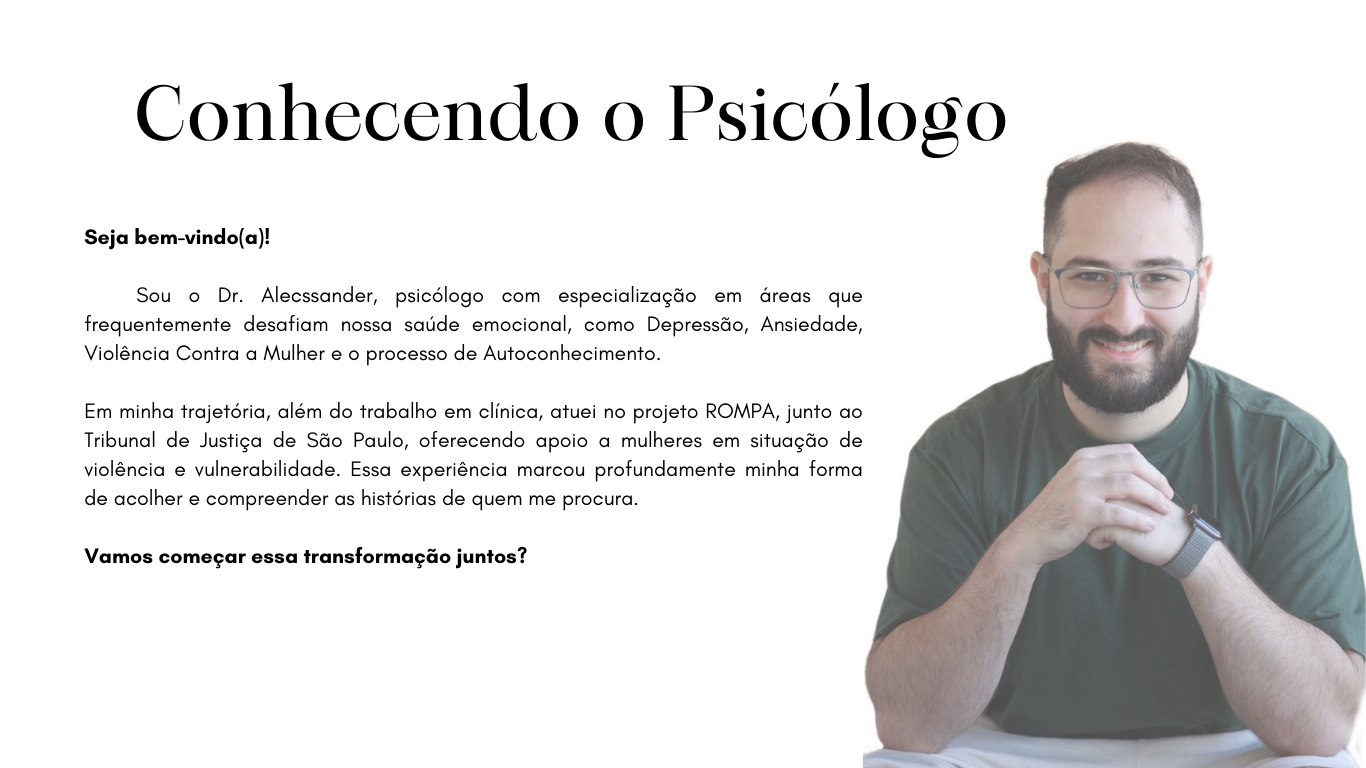 Conhecendo o Psicólogo
Seja bem-vindo(a)!
Sou o Dr. Alecssander, psicólogo com especialização em áreas que
frequentemente desafiam nossa saúde emocional, como Depressão, Ansiedade,
Violência Contra a Mulher e o processo de Autoconhecimento.
Em minha trajetória, além do trabalho em clínica, atuei no projeto ROMPA, junto ao
Tribunal de Justiça de São Paulo, oferecendo apoio a mulheres em situação de
violência e vulnerabilidade. Essa experiência marcou profundamente minha forma
de acolher e compreender as histórias de quem me procura.
Vamos começar essa transformação juntos?